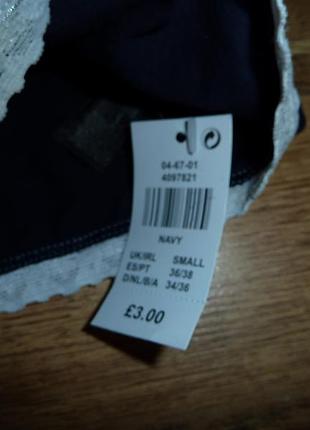 04-67-01
4097821
NAVY
UK/IRL SMALL
ES/PT 36/38
D/NL/B/A 34/36
£3.00